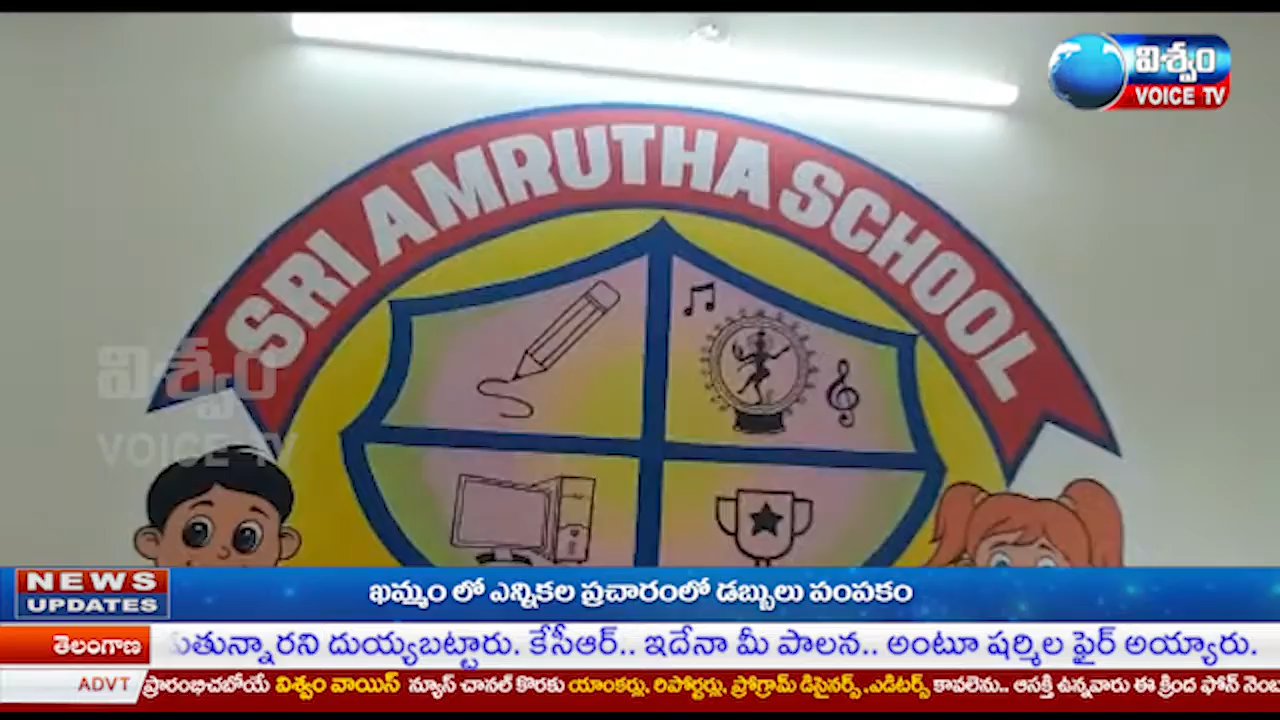 విశ్వం
VOICE TV
SRI AMRUTHA SCHOOL
విశ్వం
VOICE TV
NEWS
UPDATES
ఖమ్మం లో ఎన్నికల ప్రచారంలో డబ్బులు పంపకం
తెలంగాణ
దుయ్యబట్టారు. కేసీఆర్.. ఇదేనా మీ పాలన.. అంటూ షర్మిల ఫైర్ అయ్యారు.
ADVT
ప్రారంభించబోయే విశ్వం వాయిస్ న్యూస్ చానల్ కొరకు యాంకర్లు, రిపోర్టర్లు, ప్రోగ్రామ్ డిసైనర్స్ ,ఎడిటర్స్ కావలెను.. ఆసక్తి ఉన్నవారు ఈ క్రింద ఫోన్